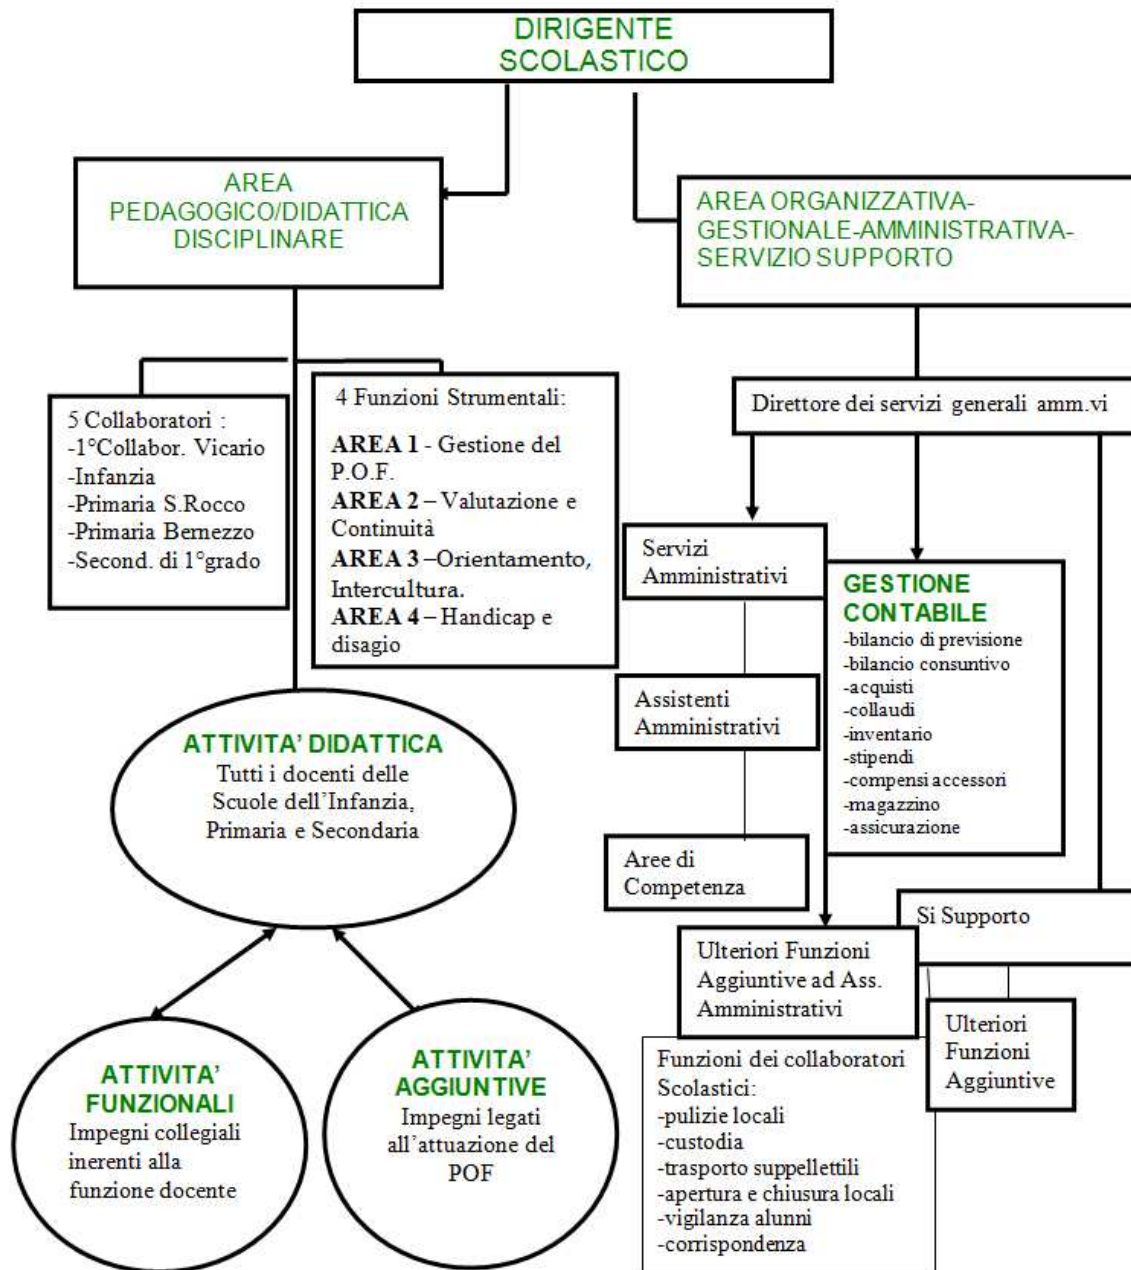 DIRIGENTE
SCOLASTICO
AREA
PEDAGOGICO/DIDATTICA
DISCIPLINARE
AREA ORGANIZZATIVA-
GESTIONALE-AMMINISTRATIVA-
SERVIZIO SUPPORTO
5 Collaboratori :
-1°Collabor. Vicario
-Infanzia
-Primaria S.Rocco
-Primaria Bernezzo
-Second. di 1°grado
4 Funzioni Strumentali:
AREA 1 - Gestione del
P.O.F.
AREA 2 – Valutazione e
Continuità
AREA 3 –Orientamento,
Intercultura.
AREA 4 – Handicap e
disagio
Direttore dei servizi generali amm.vi
Servizi
Amministrativi
GESTIONE
CONTABILE
-bilancio di previsione
-bilancio consuntivo
-acquisti
-collaudi
-inventario
-stipendi
-compensi accessori
-magazzino
-assicurazione
Assistenti
Amministrativi
Aree di
Competenza
ATTIVITA’ DIDATTICA
Tutti i docenti delle
Scuole dell’Infanzia,
Primaria e Secondaria
Si Supporto
Ulteriori Funzioni
Aggiuntive ad Ass.
Amministrativi
Ulteriori
Funzioni
Aggiuntive
ATTIVITA’
FUNZIONALI
Impegni collegiali
inerenti alla
funzione docente
ATTIVITA’
AGGIUNTIVE
Impegni legati
all’attuazione del
POF
Funzioni dei collaboratori
Scolastici:
-pulizie locali
-custodia
-trasporto suppellettili
-apertura e chiusura locali
-vigilanza alunni
-corrispondenza